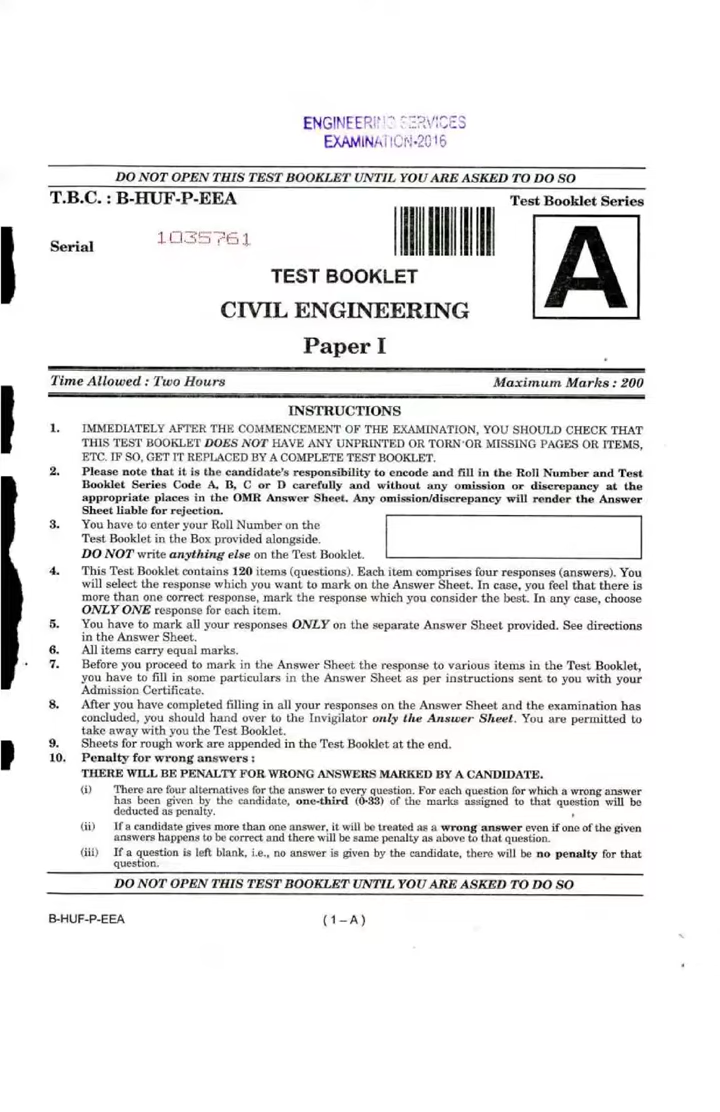 ENGINEERING SERVICES
EXAMINATION-2016
DO NOT OPEN THIS TEST BOOKLET UNTIL YOU ARE ASKED TO DO SO
T.B.C. : B-HUF-P-EEA
Test Booklet Series
Serial
1035761
A
TEST BOOKLET
CIVIL ENGINEERING
Paper I
Time Allowed : Two Hours
Maximum Marks : 200
INSTRUCTIONS
1. IMMEDIATELY AFTER THE COMMENCEMENT OF THE EXAMINATION, YOU SHOULD CHECK THAT
THIS TEST BOOKLET DOES NOT HAVE ANY UNPRINTED OR TORN OR MISSING PAGES OR ITEMS,
ETC. IF SO, GET IT REPLACED BY A COMPLETE TEST BOOKLET.
2. Please note that it is the candidate's responsibility to encode and fill in the Roll Number and Test
Booklet Series Code A, B, C or D carefully and without any omission or discrepancy at the
appropriate places in the OMR Answer Sheet. Any omission/discrepancy will render the Answer
Sheet liable for rejection.
3. You have to enter your Roll Number on the
Test Booklet in the Box provided alongside.
DO NOT write anything else on the Test Booklet.
4. This Test Booklet contains 120 items (questions). Each item comprises four responses (answers). You
will select the response which you want to mark on the Answer Sheet. In case, you feel that there is
more than one correct response, mark the response which you consider the best. In any case, choose
ONLY ONE response for each item.
5. You have to mark all your responses ONLY on the separate Answer Sheet provided. See directions
in the Answer Sheet.
6. All items carry equal marks.
7. Before you proceed to mark in the Answer Sheet the response to various items in the Test Booklet,
you have to fill in some particulars in the Answer Sheet as per instructions sent to you with your
Admission Certificate.
8. After you have completed filling in all your responses on the Answer Sheet and the examination has
concluded, you should hand over to the Invigilator only the Answer Sheet. You are permitted to
take away with you the Test Booklet.
9. Sheets for rough work are appended in the Test Booklet at the end.
10. Penalty for wrong answers :
THERE WILL BE PENALTY FOR WRONG ANSWERS MARKED BY A CANDIDATE.
(i) There are four alternatives for the answer to every question. For each question for which a wrong answer
has been given by the candidate, one-third (0·33) of the marks assigned to that question will be
deducted as penalty.
(ii) If a candidate gives more than one answer, it will be treated as a wrong answer even if one of the given
answers happens to be correct and there will be same penalty as above to that question.
(iii) If a question is left blank, i.e., no answer is given by the candidate, there will be no penalty for that
question.
DO NOT OPEN THIS TEST BOOKLET UNTIL YOU ARE ASKED TO DO SO
B-HUF-P-EEA
( 1 – A )